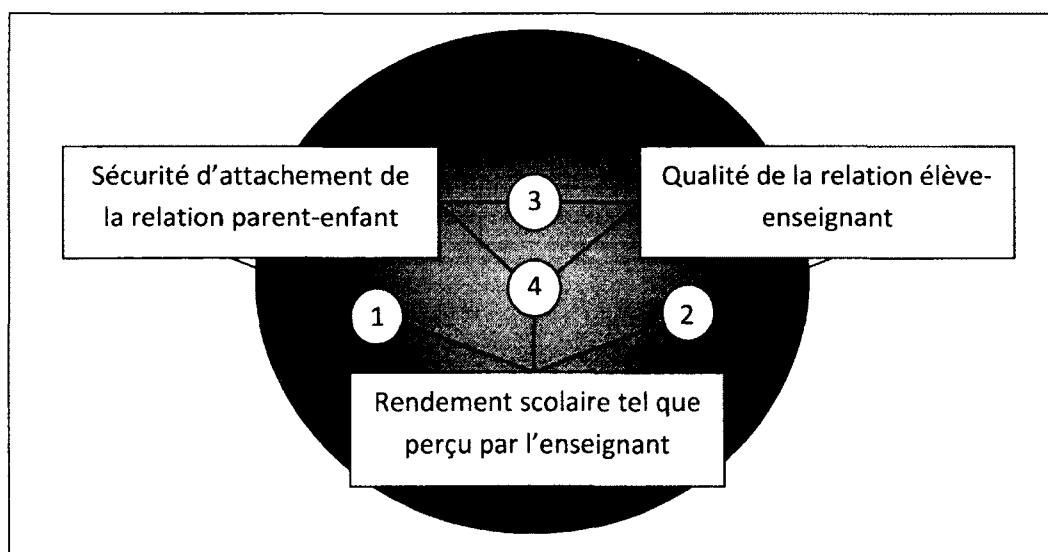 Sécurité d'attachement de
la relation parent-enfant
Qualité de la relation élève-
enseignant
3
4
1
2
Rendement scolaire tel que
perçu par l'enseignant